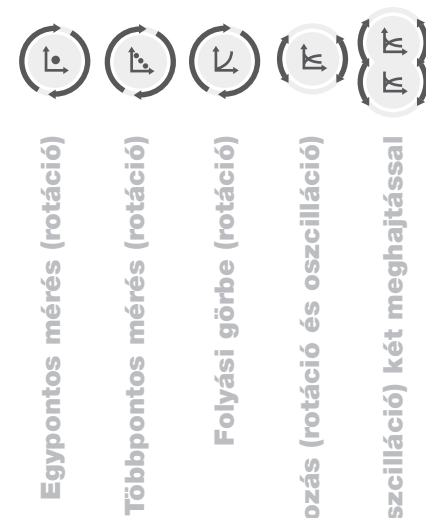 Egypontos mérés (rotáció)
Többpontos mérés (rotáció)
Folyási görbe (rotáció)
ozás (rotáció és oszcilláció)
szcilláció) két meghajtással